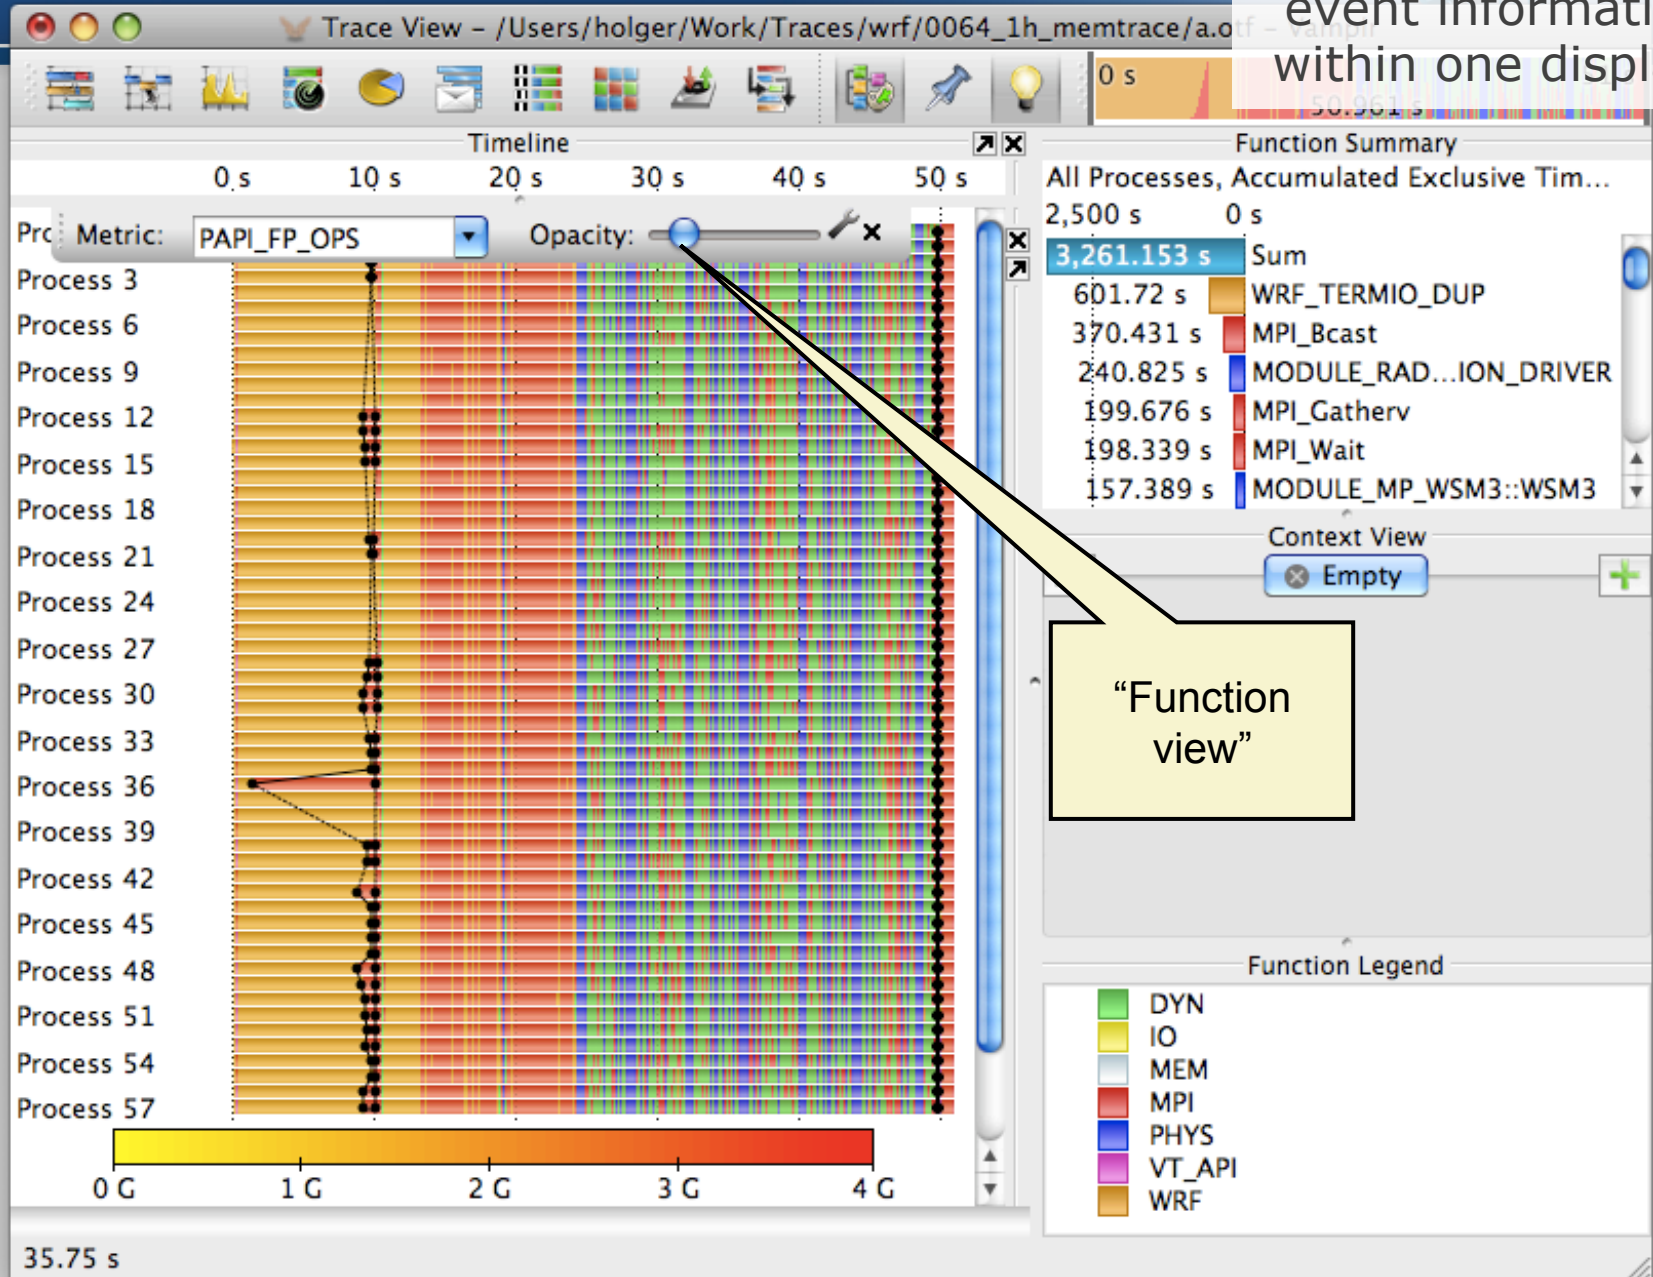 event informati
within one displ
Trace View – /Users/holger/Work/Traces/wrf/0064_1h_memtrace/a.otf – Vampir
0 s
50.961 s
Timeline
0 s 10 s 20 s 30 s 40 s 50 s
Metric: PAPI_FP_OPS Opacity:
Prc
Process 3
Process 6
Process 9
Process 12
Process 15
Process 18
Process 21
Process 24
Process 27
Process 30
Process 33
Process 36
Process 39
Process 42
Process 45
Process 48
Process 51
Process 54
Process 57
0 G 1 G 2 G 3 G 4 G
35.75 s
Function Summary
All Processes, Accumulated Exclusive Tim...
2,500 s 0 s
3,261.153 s Sum
601.72 s WRF_TERMIO_DUP
370.431 s MPI_Bcast
240.825 s MODULE_RAD...ION_DRIVER
199.676 s MPI_Gatherv
198.339 s MPI_Wait
157.389 s MODULE_MP_WSM3::WSM3
Context View
Empty
“Function
view”
Function Legend
DYN
IO
MEM
MPI
PHYS
VT_API
WRF